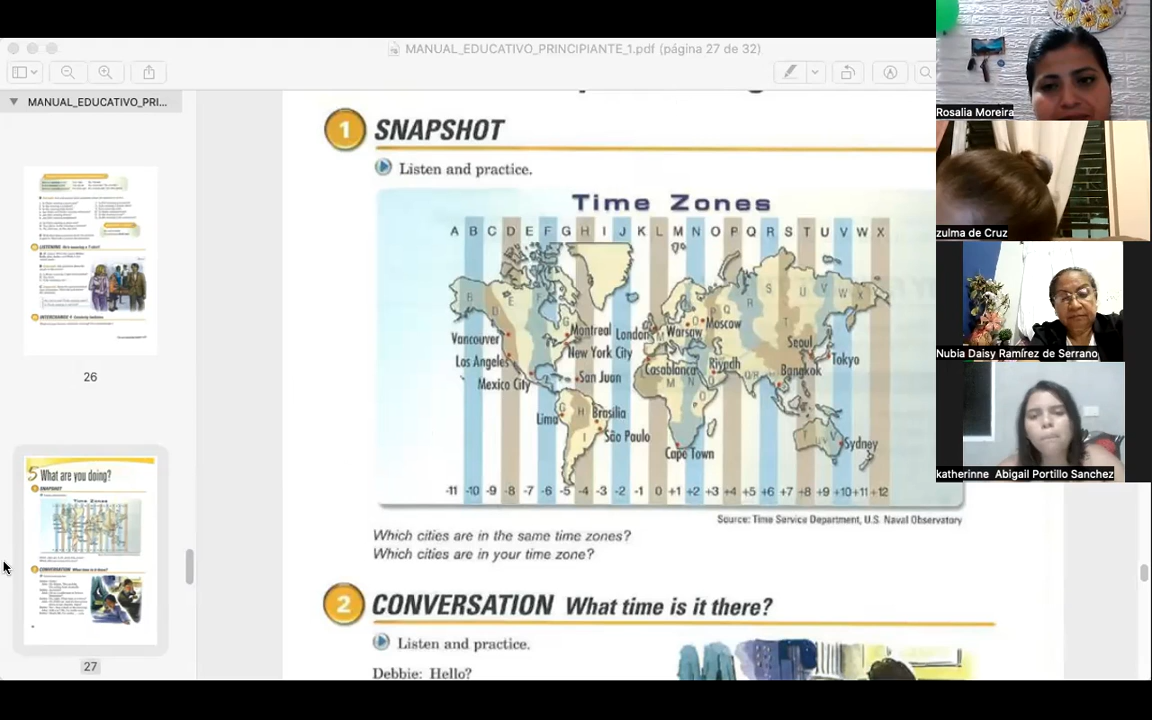 MANUAL_EDUCATIVO_PRINCIPIANTE_1.pdf (página 27 de 32)
MANUAL_EDUCATIVO_PRI...
26
5 What are you doing?
27
1 SNAPSHOT
Listen and practice.
Time Zones
A B C D E F G H I J K L M N O P Q R S T U V W X
Vancouver
Los Angeles
Mexico City
Montreal
New York City
San Juan
Lima
Brasilia
São Paulo
London
Warsaw
Moscow
Casablanca
Riyadh
Cape Town
Seoul
Tokyo
Bangkok
Sydney
-11 -10 -9 -8 -7 -6 -5 -4 -3 -2 -1 0 +1 +2 +3 +4 +5 +6 +7 +8 +9 +10 +11 +12
Source: Time Service Department, U.S. Naval Observatory
Which cities are in the same time zones?
Which cities are in your time zone?
2 CONVERSATION What time is it there?
Listen and practice.
Debbie: Hello?
Rosalia Moreira
zulma de Cruz
Nubia Daisy Ramírez de Serrano
katherinne Abigail Portillo Sanchez